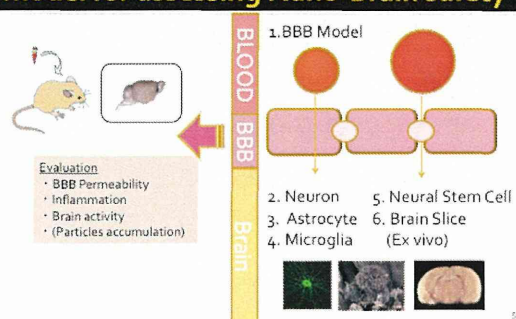 BLOOD
BBB
Brain
1.BBB Model
Evaluation
· BBB Permeability
· Inflammation
· Brain activity
· (Particles accumulation)
2. Neuron
3. Astrocyte
4. Microglia
5. Neural Stem Cell
6. Brain Slice
(Ex vivo)